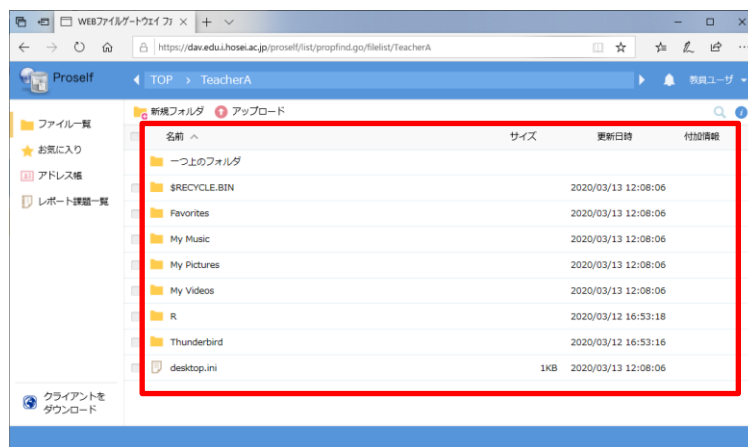 WEBファイルゲートウェイ ファ
https://dav.edu.i.hosei.ac.jp/proself/list/propfind.go/filelist/TeacherA
Proself
TOP > TeacherA
教員ユーザ
ファイル一覧
お気に入り
アドレス帳
レポート課題一覧
新規フォルダ アップロード
名前 サイズ 更新日時 付加情報
一つ上のフォルダ
$RECYCLE.BIN 2020/03/13 12:08:06
Favorites 2020/03/13 12:08:06
My Music 2020/03/13 12:08:06
My Pictures 2020/03/13 12:08:06
My Videos 2020/03/13 12:08:06
R 2020/03/12 16:53:18
Thunderbird 2020/03/12 16:53:16
desktop.ini 1KB 2020/03/13 12:08:06
クライアントを
ダウンロード